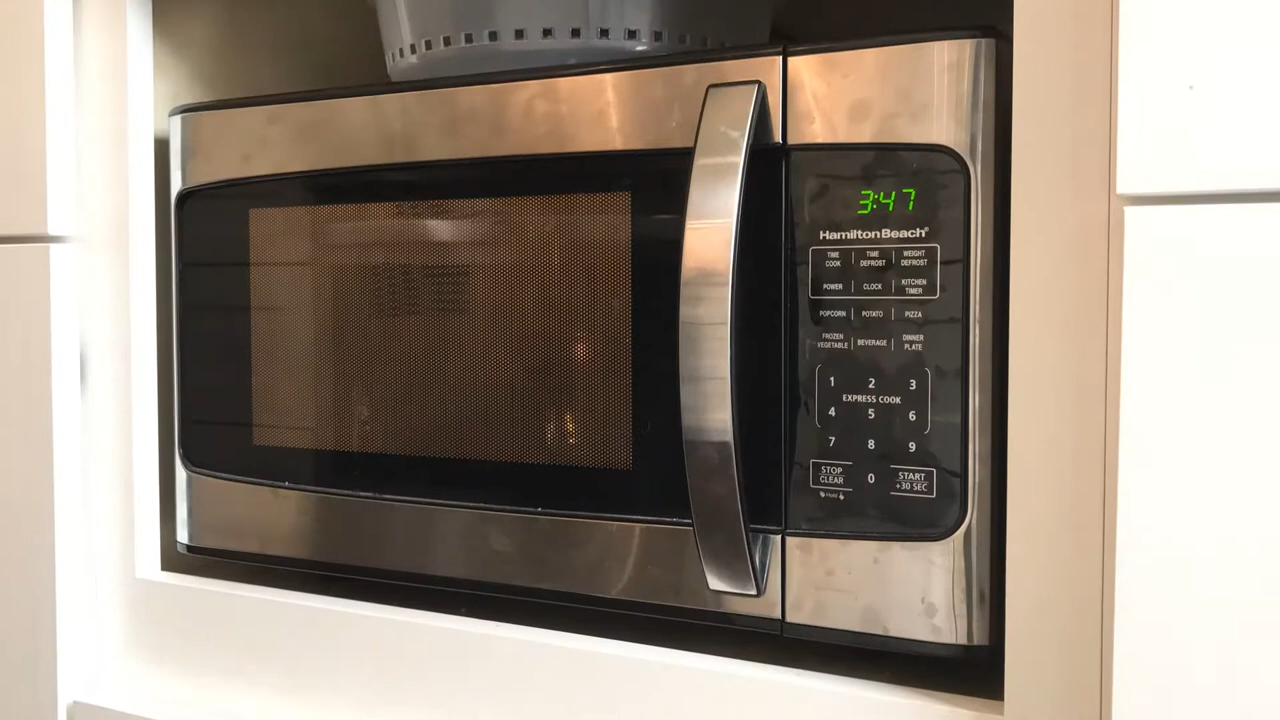 3:47
HamiltonBeach®
TIME COOK | TIME DEFROST | WEIGHT DEFROST
POWER | CLOCK | KITCHEN TIMER
POPCORN | POTATO | PIZZA
FROZEN VEGETABLE | BEVERAGE | DINNER PLATE
1 2 3
EXPRESS COOK
4 5 6
7 8 9
STOP CLEAR 0 START +30 SEC
Hold